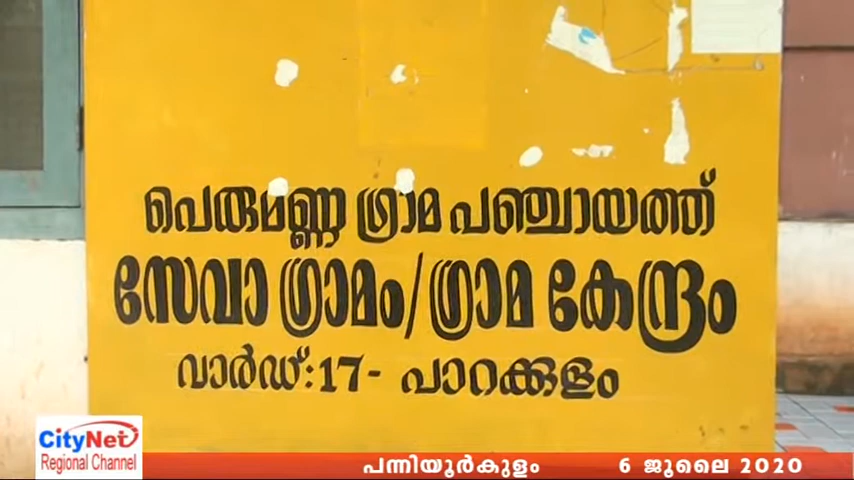 പെരുമണ്ണ ഗ്രാമ പഞ്ചായത്ത്
സേവാ ഗ്രാമം/ഗ്രാമ കേന്ദ്രം
വാർഡ്:17- പാറക്കുളം
CityNet
Regional Channel
പന്നിയൂർകുളം 6 ജൂലൈ 2020